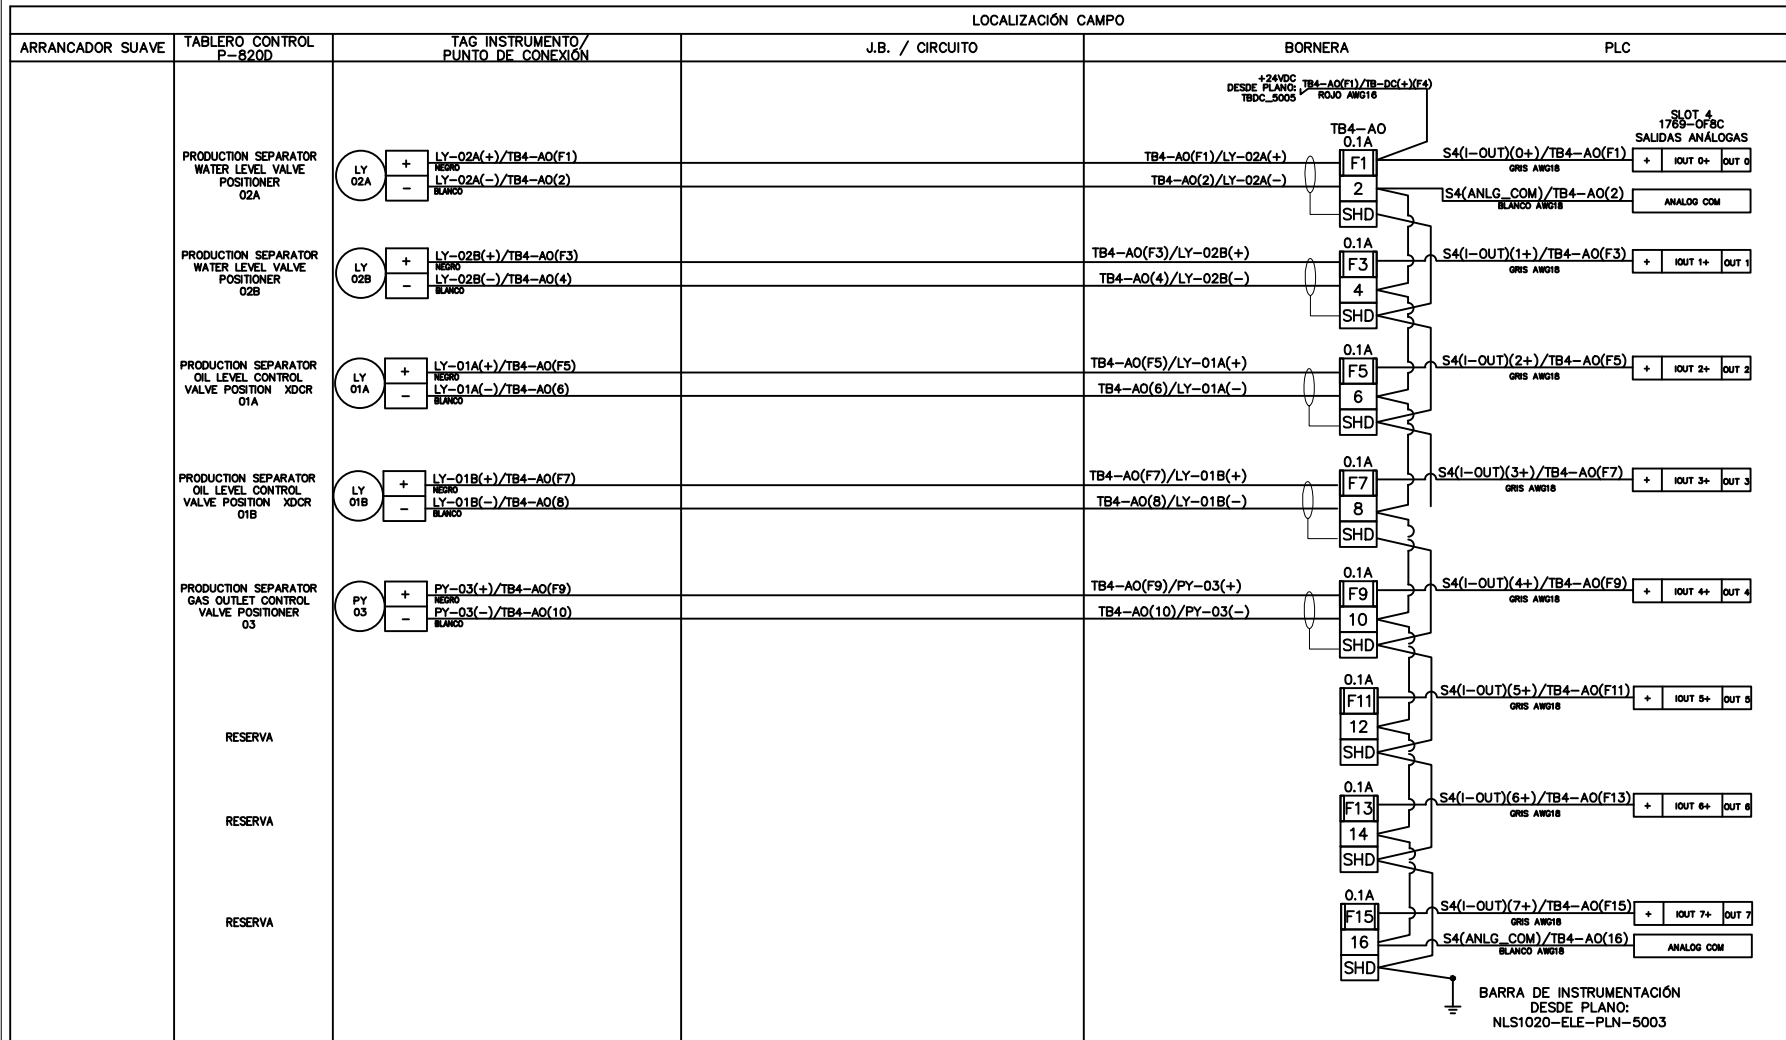 LOCALIZACIÓN CAMPO
ARRANCADOR SUAVE
TABLERO CONTROL
P-820D
TAG INSTRUMENTO/
PUNTO DE CONEXIÓN
J.B. / CIRCUITO
BORNERA
PLC
+24VDC
DESDE PLANO:
TBDC_5005
TB4-AO(F1)/TB-DC(+)(F4)
ROJO AWG16
SLOT 4
1769-OF8C
SALIDAS ANÁLOGAS
TB4-AO
0.1A
PRODUCTION SEPARATOR
WATER LEVEL VALVE
POSITIONER
02A
LY
02A
+
-
LY-02A(+)/TB4-AO(F1)
NEGRO
LY-02A(-)/TB4-AO(2)
BLANCO
TB4-AO(F1)/LY-02A(+)
TB4-AO(2)/LY-02A(-)
F1
2
SHD
S4(I-OUT)(0+)/TB4-AO(F1)
GRIS AWG18
+ IOUT 0+ OUT 0
S4(ANLG_COM)/TB4-AO(2)
BLANCO AWG18
ANALOG COM
PRODUCTION SEPARATOR
WATER LEVEL VALVE
POSITIONER
02B
LY
02B
+
-
LY-02B(+)/TB4-AO(F3)
NEGRO
LY-02B(-)/TB4-AO(4)
BLANCO
TB4-AO(F3)/LY-02B(+)
TB4-AO(4)/LY-02B(-)
0.1A
F3
4
SHD
S4(I-OUT)(1+)/TB4-AO(F3)
GRIS AWG18
+ IOUT 1+ OUT 1
PRODUCTION SEPARATOR
OIL LEVEL CONTROL
VALVE POSITION XDCR
01A
LY
01A
+
-
LY-01A(+)/TB4-AO(F5)
NEGRO
LY-01A(-)/TB4-AO(6)
BLANCO
TB4-AO(F5)/LY-01A(+)
TB4-AO(6)/LY-01A(-)
0.1A
F5
6
SHD
S4(I-OUT)(2+)/TB4-AO(F5)
GRIS AWG18
+ IOUT 2+ OUT 2
PRODUCTION SEPARATOR
OIL LEVEL CONTROL
VALVE POSITION XDCR
01B
LY
01B
+
-
LY-01B(+)/TB4-AO(F7)
NEGRO
LY-01B(-)/TB4-AO(8)
BLANCO
TB4-AO(F7)/LY-01B(+)
TB4-AO(8)/LY-01B(-)
0.1A
F7
8
SHD
S4(I-OUT)(3+)/TB4-AO(F7)
GRIS AWG18
+ IOUT 3+ OUT 3
PRODUCTION SEPARATOR
GAS OUTLET CONTROL
VALVE POSITIONER
03
PY
03
+
-
PY-03(+)/TB4-AO(F9)
NEGRO
PY-03(-)/TB4-AO(10)
BLANCO
TB4-AO(F9)/PY-03(+)
TB4-AO(10)/PY-03(-)
0.1A
F9
10
SHD
S4(I-OUT)(4+)/TB4-AO(F9)
GRIS AWG18
+ IOUT 4+ OUT 4
RESERVA
0.1A
F11
12
SHD
S4(I-OUT)(5+)/TB4-AO(F11)
GRIS AWG18
+ IOUT 5+ OUT 5
RESERVA
0.1A
F13
14
SHD
S4(I-OUT)(6+)/TB4-AO(F13)
GRIS AWG18
+ IOUT 6+ OUT 6
RESERVA
0.1A
F15
16
SHD
S4(I-OUT)(7+)/TB4-AO(F15)
GRIS AWG18
+ IOUT 7+ OUT 7
S4(ANLG_COM)/TB4-AO(16)
BLANCO AWG18
ANALOG COM
BARRA DE INSTRUMENTACIÓN
DESDE PLANO:
NLS1020-ELE-PLN-5003